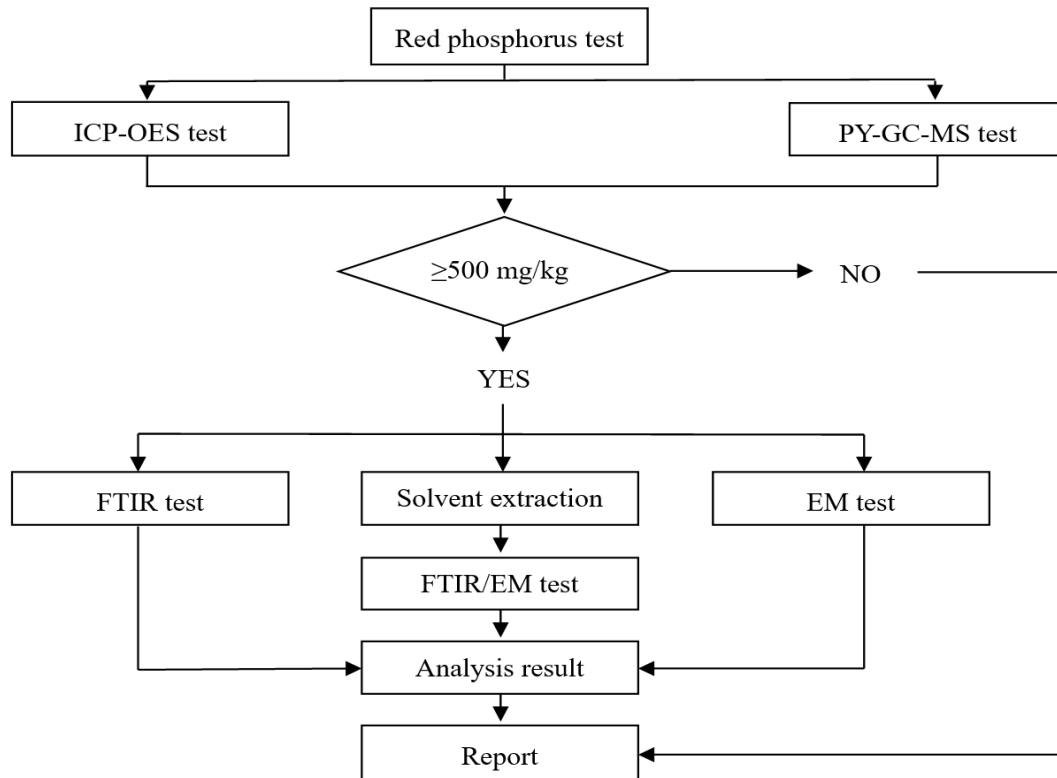 Red phosphorus test
ICP-OES test
PY-GC-MS test
≥500 mg/kg
NO
YES
FTIR test
Solvent extraction
EM test
FTIR/EM test
Analysis result
Report